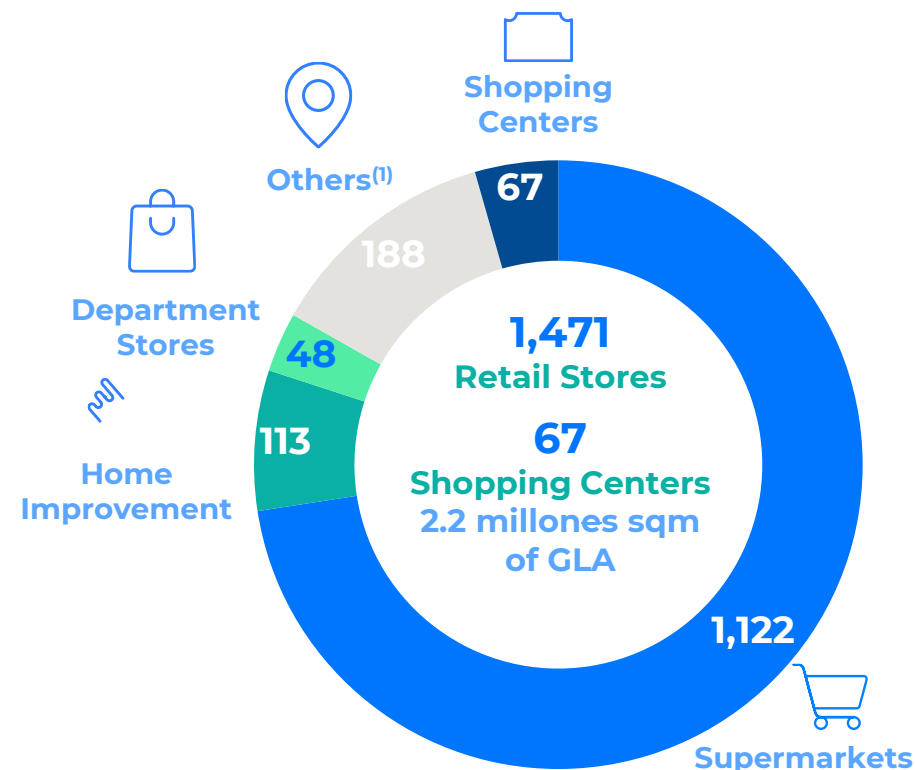 Shopping
Centers
67
Others(1)
188
Department
Stores
48
Home
Improvement
113
1,471
Retail Stores
67
Shopping Centers
2.2 millones sqm
of GLA
1,122
Supermarkets